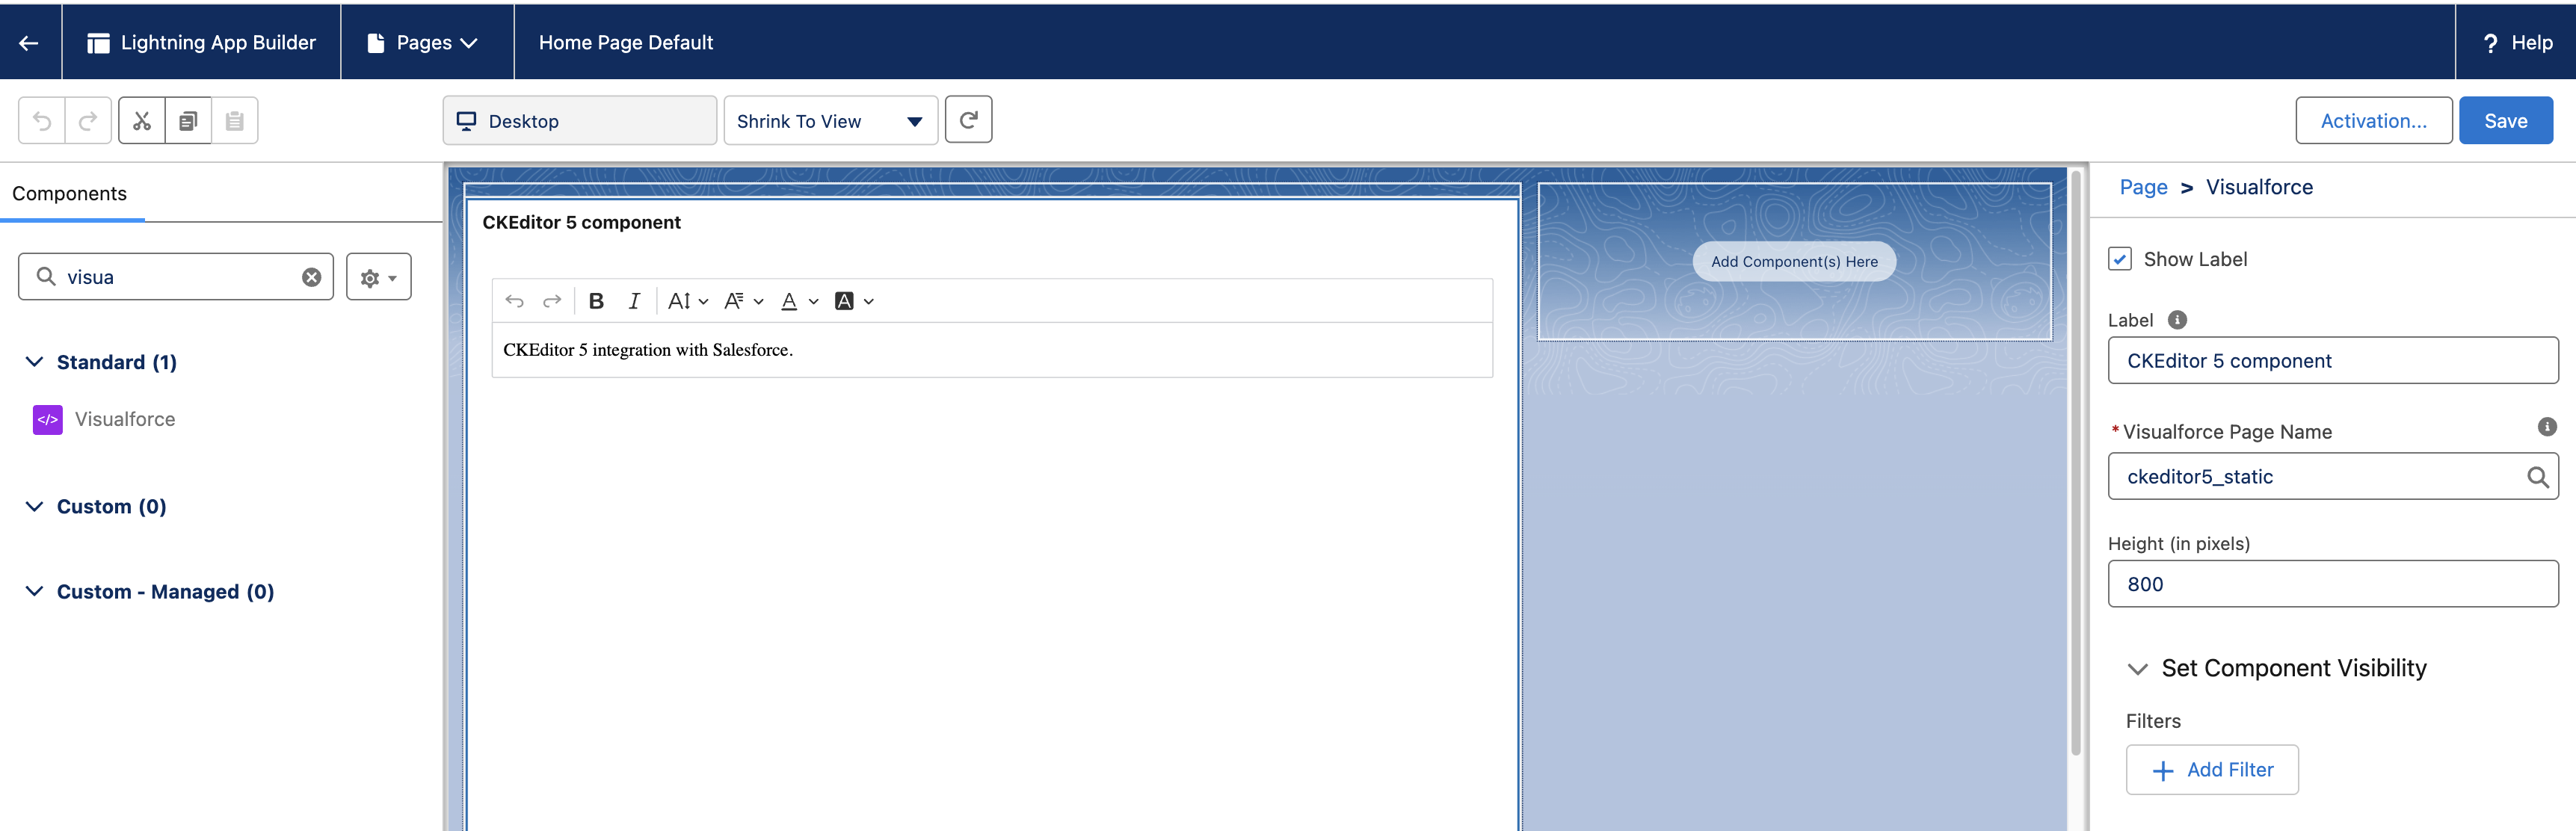 Lightning App Builder
Pages
Home Page Default
? Help
Desktop
Shrink To View
Activation...
Save
Components
visua
Standard (1)
</> Visualforce
Custom (0)
Custom - Managed (0)
CKEditor 5 component
B I A A A A
CKEditor 5 integration with Salesforce.
Add Component(s) Here
Page > Visualforce
Show Label
Label
CKEditor 5 component
*Visualforce Page Name
ckeditor5_static
Height (in pixels)
800
Set Component Visibility
Filters
+ Add Filter